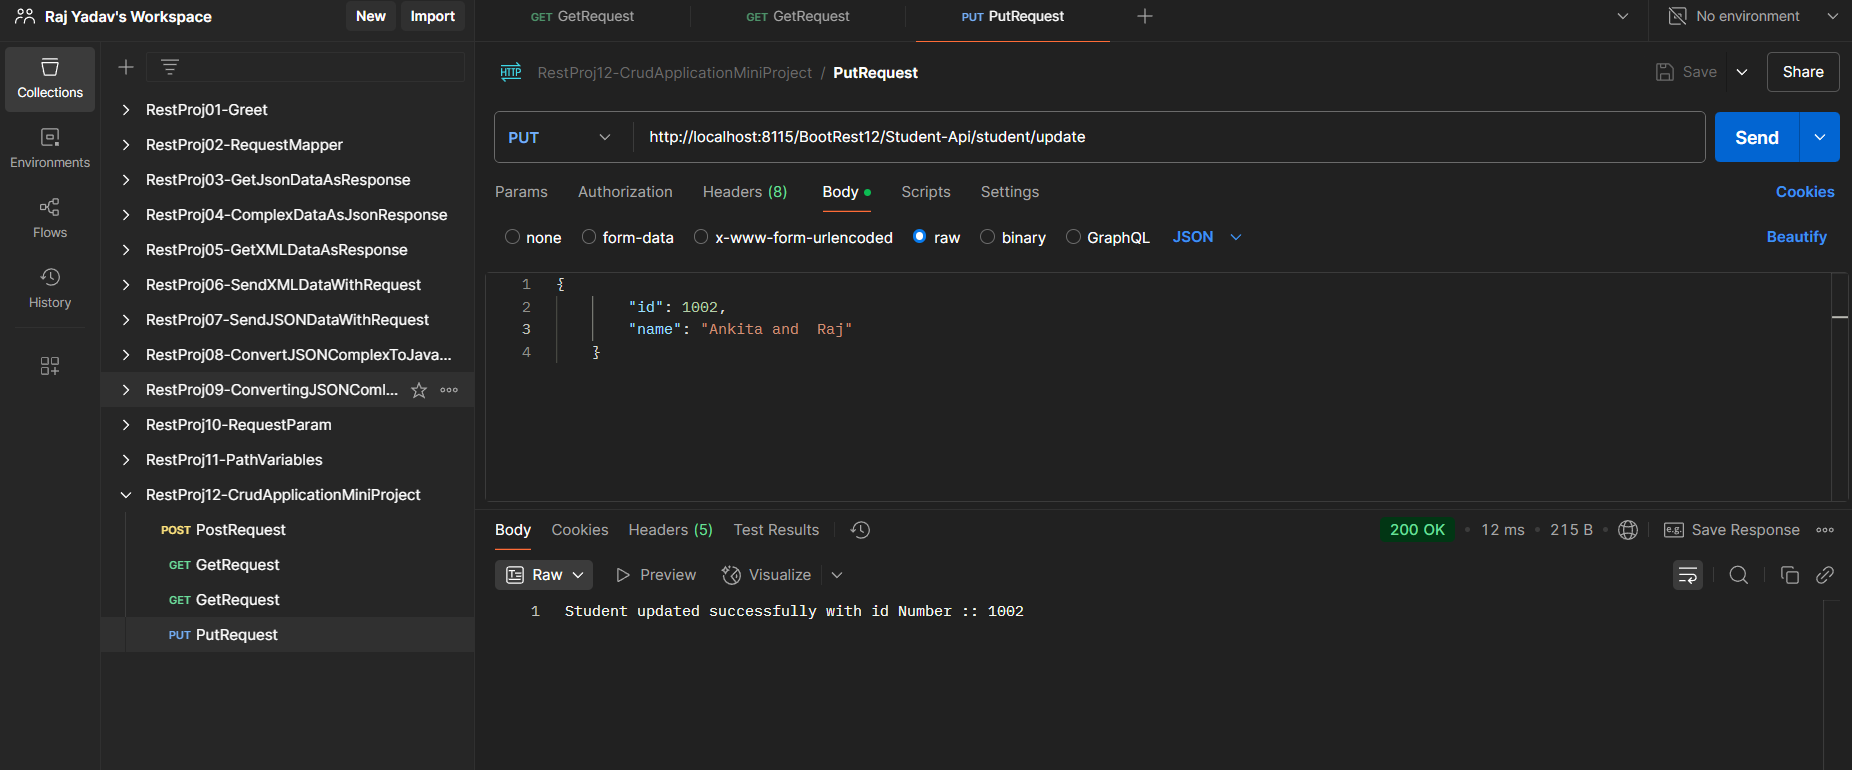 Raj Yadav's Workspace
New
Import
GET GetRequest
GET GetRequest
PUT PutRequest
No environment
Collections
Environments
Flows
History
RestProj01-Greet
RestProj02-RequestMapper
RestProj03-GetJsonDataAsResponse
RestProj04-ComplexDataAsJsonResponse
RestProj05-GetXMLDataAsResponse
RestProj06-SendXMLDataWithRequest
RestProj07-SendJSONDataWithRequest
RestProj08-ConvertJSONComplexToJava...
RestProj09-ConvertingJSONComl...
RestProj10-RequestParam
RestProj11-PathVariables
RestProj12-CrudApplicationMiniProject
POST PostRequest
GET GetRequest
GET GetRequest
PUT PutRequest
HTTP RestProj12-CrudApplicationMiniProject / PutRequest
Save
Share
PUT http://localhost:8115/BootRest12/Student-Api/student/update
Send
Params Authorization Headers (8) Body Scripts Settings
Cookies
none form-data x-www-form-urlencoded raw binary GraphQL JSON
Beautify
1 {
2 "id": 1002,
3 "name": "Ankita and  Raj"
4 }
Body Cookies Headers (5) Test Results
200 OK • 12 ms • 215 B
e.g. Save Response
Raw Preview Visualize
1 Student updated successfully with id Number :: 1002